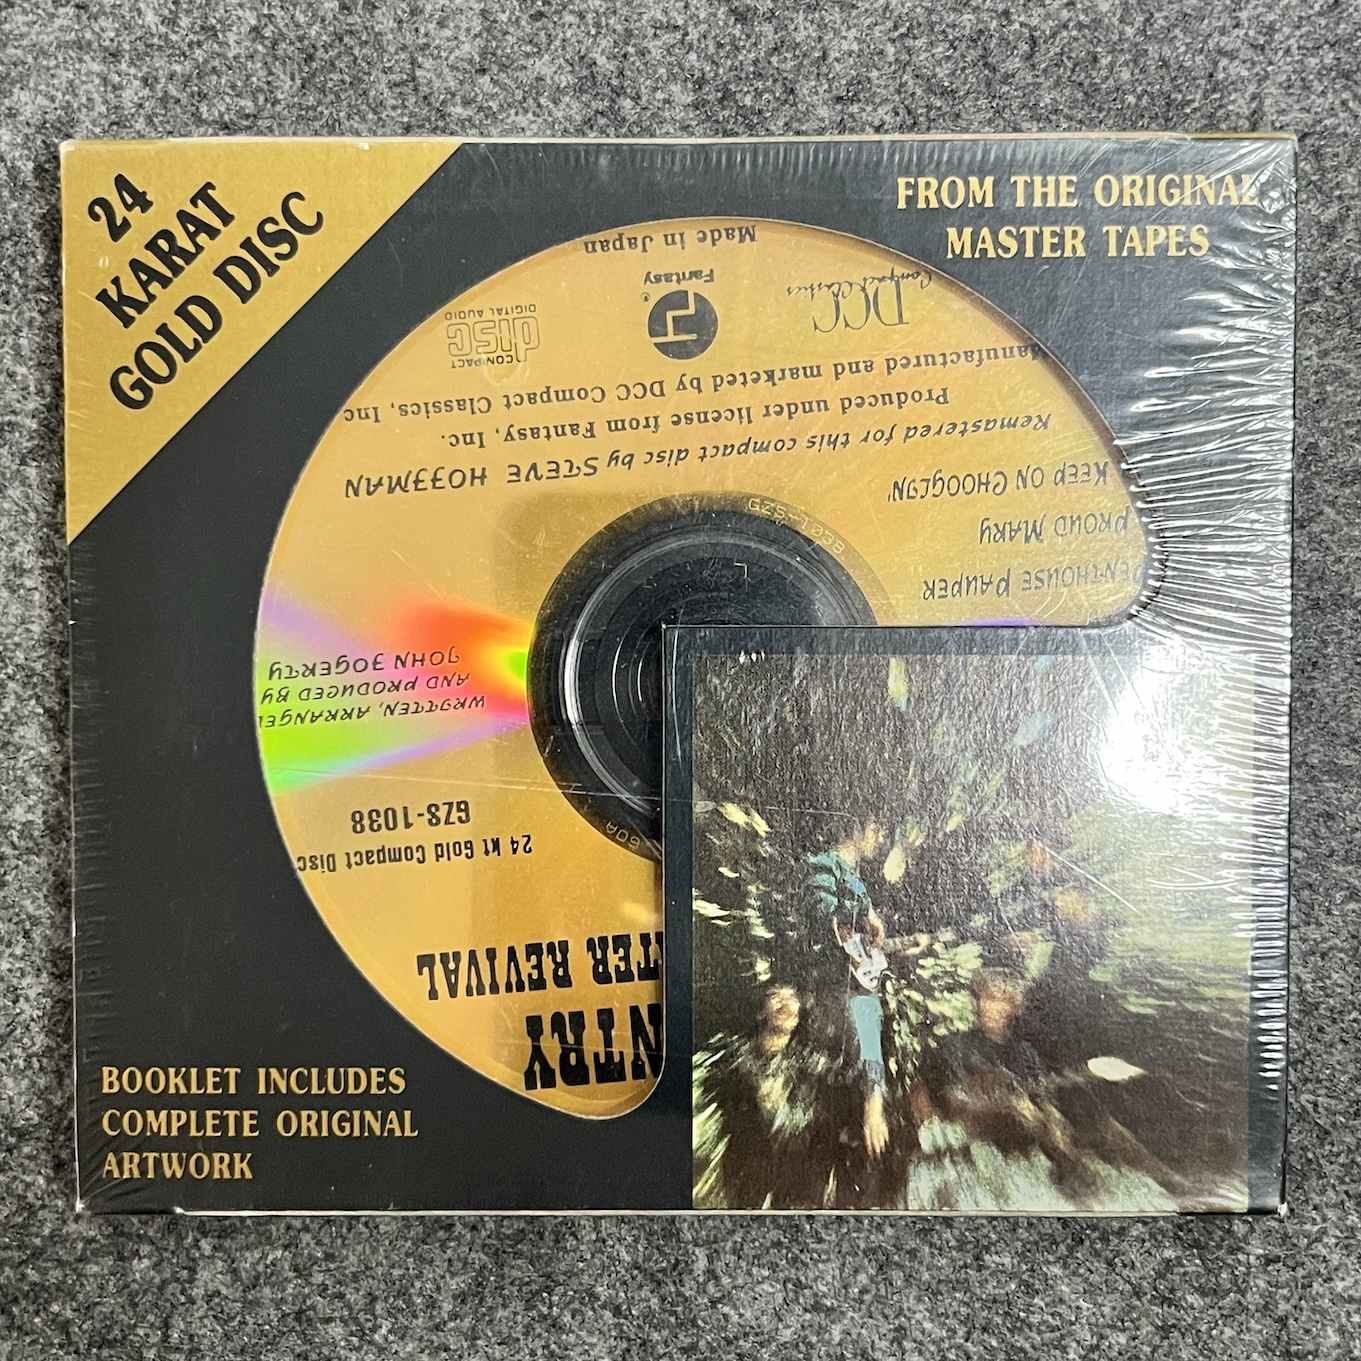 24
KARAT
GOLD DISC
FROM THE ORIGINAL
MASTER TAPES
Made in Japan
Fantasy
®
DCC
Compact Classics
COMPACT
disc
DIGITAL AUDIO
Manufactured and marketed by DCC Compact Classics, Inc
Produced under license from Fantasy, Inc.
Remastered for this compact disc by STEVE HOFFMAN
KEEP ON CHOOGLIN'
PROUD MARY
PENTHOUSE PAUPER
GZS-1038
WRITTEN, ARRANGED
AND PRODUCED BY
JOHN FOGERTY
GZS-1038
24 kt Gold Compact Disc
TER REVIVAL
NTRY
BOOKLET INCLUDES
COMPLETE ORIGINAL
ARTWORK